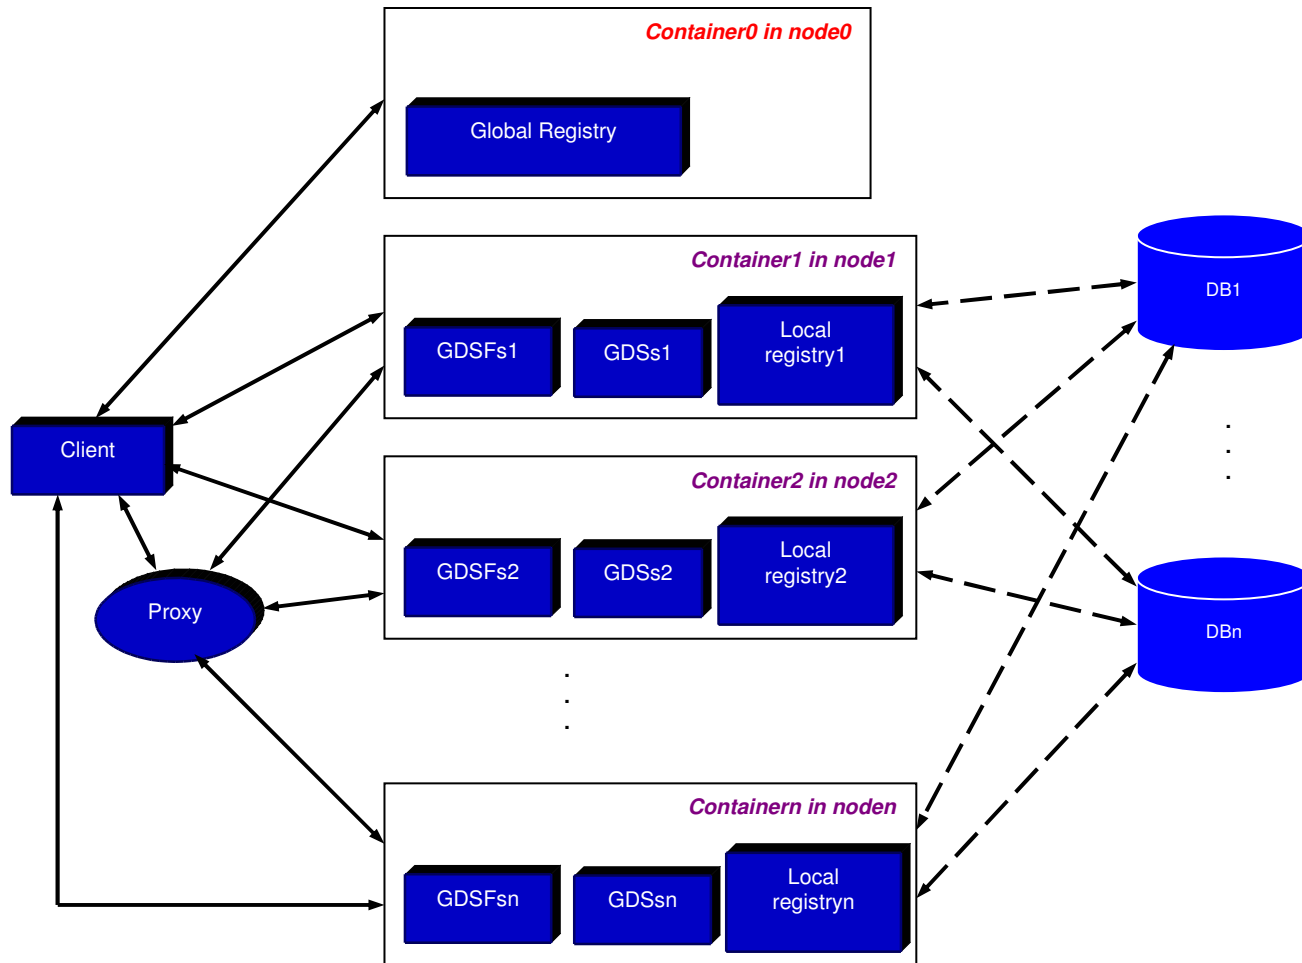 Container0 in node0
Global Registry
Container1 in node1
GDSFs1
GDSs1
Local
registry1
DB1
Client
Container2 in node2
GDSFs2
GDSs2
Local
registry2
Proxy
DBn
Containern in noden
GDSFsn
GDSsn
Local
registryn